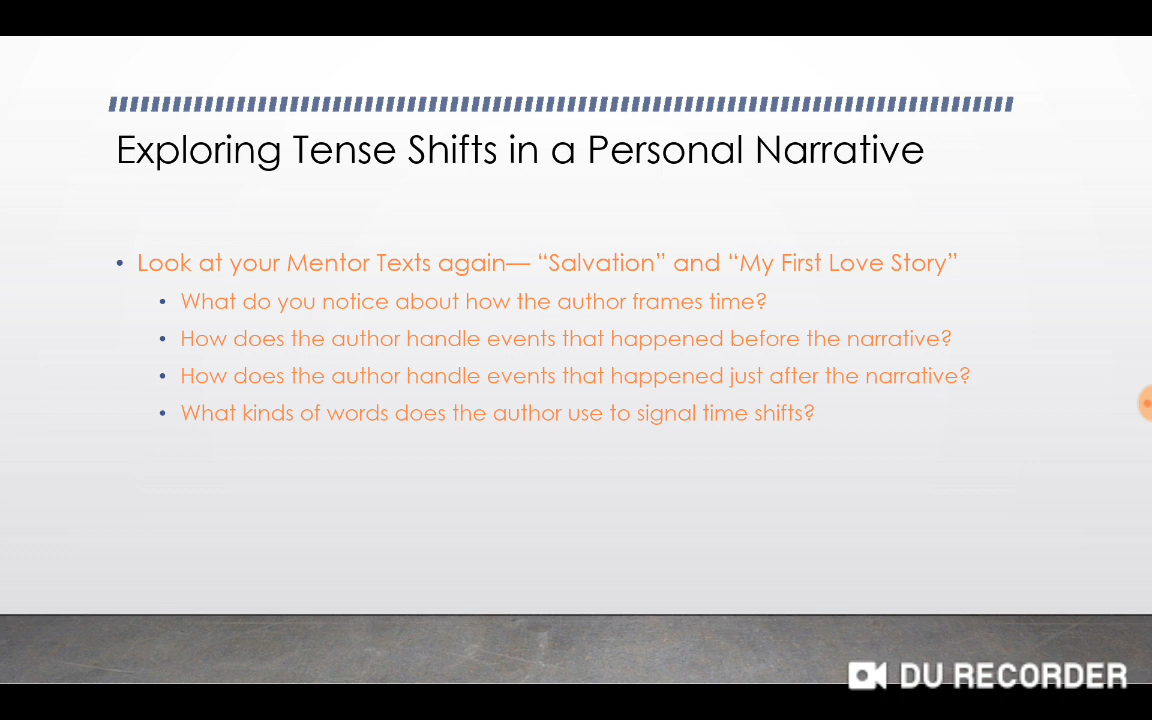 Exploring Tense Shifts in a Personal Narrative
• Look at your Mentor Texts again— “Salvation” and “My First Love Story”
• What do you notice about how the author frames time?
• How does the author handle events that happened before the narrative?
• How does the author handle events that happened just after the narrative?
• What kinds of words does the author use to signal time shifts?
DU RECORDER